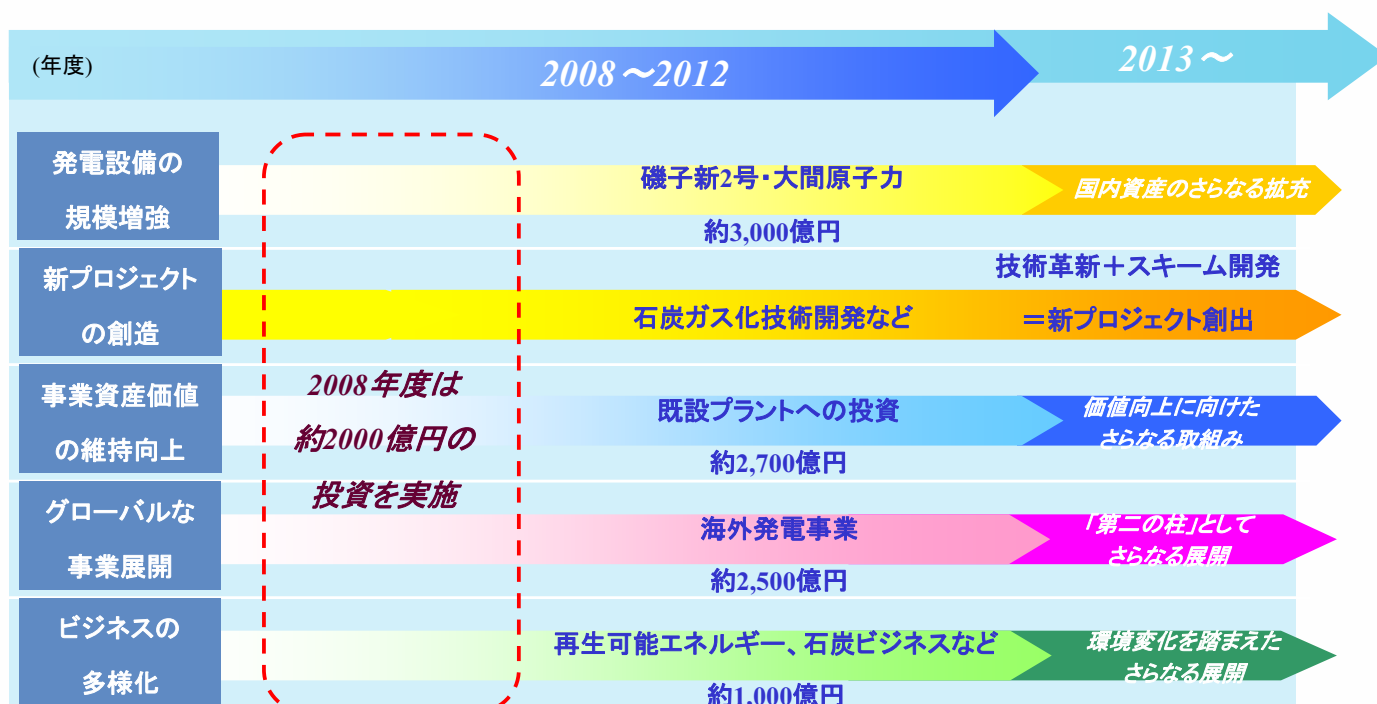 (年度)
2008～2012
2013～
発電設備の
規模増強
磯子新2号・大間原子力
約3,000億円
国内資産のさらなる拡充
新プロジェクト
の創造
石炭ガス化技術開発など
技術革新＋スキーム開発
＝新プロジェクト創出
事業資産価値
の維持向上
2008年度は
約2000億円の
投資を実施
既設プラントへの投資
約2,700億円
価値向上に向けた
さらなる取組み
グローバルな
事業展開
海外発電事業
約2,500億円
「第二の柱」として
さらなる展開
ビジネスの
多様化
再生可能エネルギー、石炭ビジネスなど
約1,000億円
環境変化を踏まえた
さらなる展開